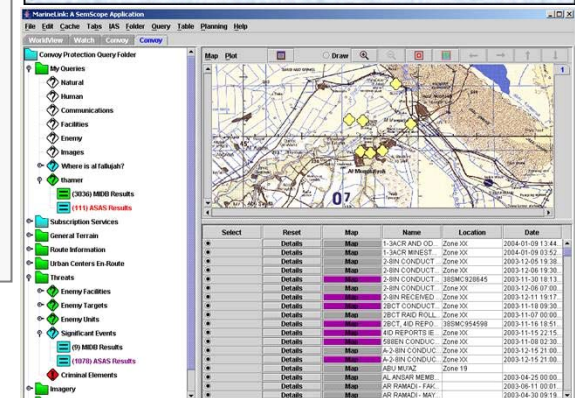 MarineLink: A SemScope Application
File Edit Cache Tabs IAS Folder Query Table Planning Help
WorldView Watch Convoy Convoy
Convoy Protection Query Folder
My Queries
Natural
Human
Communications
Facilities
Enemy
Images
Where is al fallujah?
thamer
(3036) MIDB Results
(111) ASAS Results
Subscription Services
General Terrain
Route Information
Urban Centers En-Route
Threats
Enemy Facilities
Enemy Targets
Enemy Units
Significant Events
(9) MIDB Results
(1078) ASAS Results
Criminal Elements
Imagery
Map Plot Draw
1
07
Select Reset Map Name Location Date
Details Map 1-3ACR AND OD... Zone XX 2004-01-09 13:44...
Details Map 1-3ACR MINEST... Zone XX 2004-01-09 03:52...
Details Map 2-8IN CONDUCT... Zone XX 2003-12-05 19:38...
Details Map 2-8IN CONDUCT... Zone XX 2003-12-06 19:30...
Details Map 2-8IN CONDUCT... 38SMC928645 2003-11-30 18:13...
Details Map 2-8IN CONDUCT... Zone XX 2003-12-06 07:00...
Details Map 2-8IN RECEIVED... Zone XX 2003-12-11 19:17...
Details Map 2BCT CONDUCT... Zone XX 2003-11-18 09:30...
Details Map 2BCT RAID ROLL... Zone XX 2003-11-07 00:00...
Details Map 2BCT, 4ID REPO... 38SMC954598 2003-11-16 18:51...
Details Map 4ID REPORTS IE... Zone XX 2003-11-15 22:15...
Details Map 588EN CONDUC... Zone XX 2003-11-08 02:30...
Details Map A-2-8IN CONDUC... Zone XX 2003-12-15 21:00...
Details Map A-2-8IN CONDUC... Zone XX 2003-12-15 21:00...
Details Map ABU MU'AZ Zone 19
Details Map AL ANSAR MEMB... 2003-04-25 00:00...
Details Map AR RAMADI - FAK... 2003-06-11 00:01...
Details Map AR RAMADI - MAY... 2003-04-30 09:19...